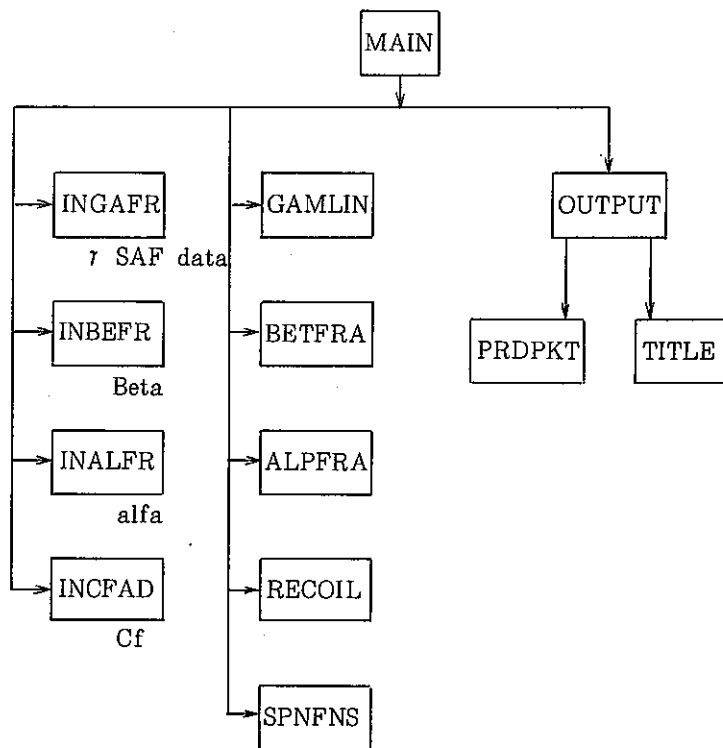 MAIN
INGAFR
GAMLIN
OUTPUT
γ SAF data
INBEFR
BETFRA
PRDPKT
TITLE
Beta
INALFR
ALPFRA
alfa
INCFAD
RECOIL
Cf
SPNFNS